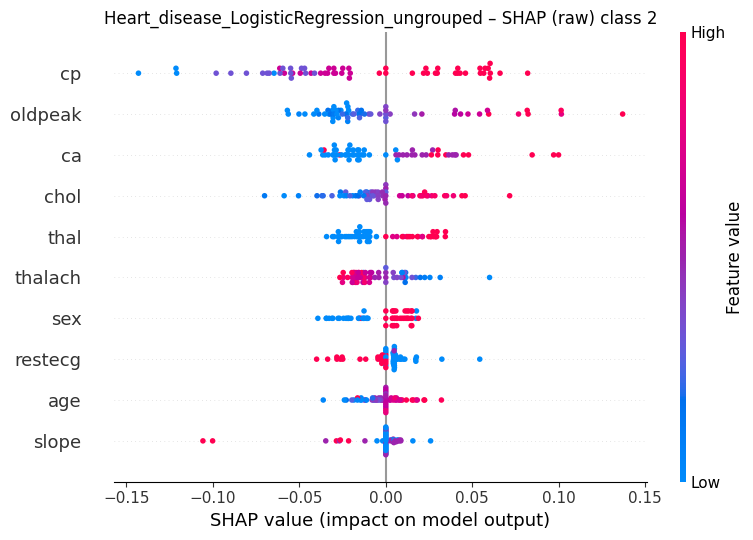 Heart_disease_LogisticRegression_ungrouped – SHAP (raw) class 2
High
cp
oldpeak
ca
chol
thal
thalach
sex
restecg
age
slope
Feature value
Low
−0.15 −0.10 −0.05 0.00 0.05 0.10 0.15
SHAP value (impact on model output)